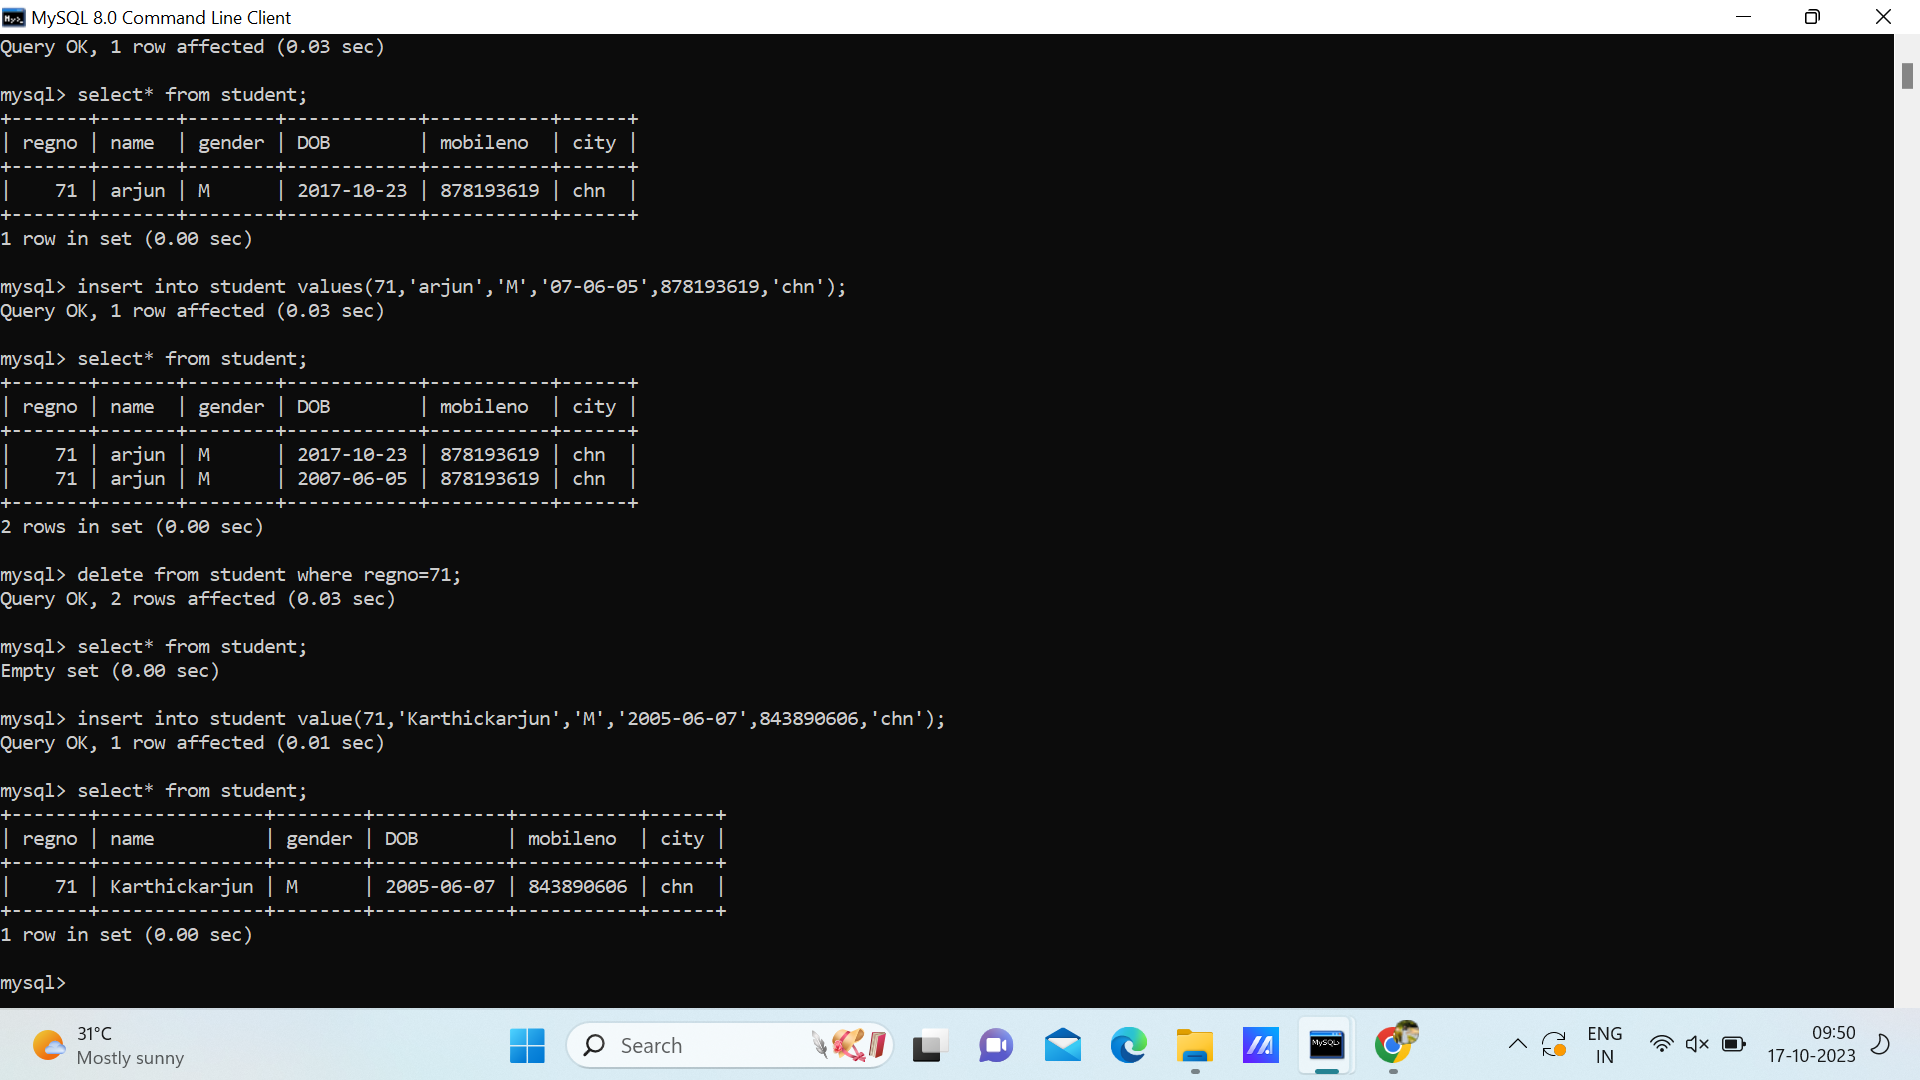 MySQL 8.0 Command Line Client
Query OK, 1 row affected (0.03 sec)
mysql> select* from student;
+-------+-------+--------+------------+-----------+------+
| regno | name  | gender | DOB        | mobileno  | city |
+-------+-------+--------+------------+-----------+------+
|    71 | arjun | M      | 2017-10-23 | 878193619 | chn  |
+-------+-------+--------+------------+-----------+------+
1 row in set (0.00 sec)
mysql> insert into student values(71,'arjun','M','07-06-05',878193619,'chn');
Query OK, 1 row affected (0.03 sec)
mysql> select* from student;
+-------+-------+--------+------------+-----------+------+
| regno | name  | gender | DOB        | mobileno  | city |
+-------+-------+--------+------------+-----------+------+
|    71 | arjun | M      | 2017-10-23 | 878193619 | chn  |
|    71 | arjun | M      | 2007-06-05 | 878193619 | chn  |
+-------+-------+--------+------------+-----------+------+
2 rows in set (0.00 sec)
mysql> delete from student where regno=71;
Query OK, 2 rows affected (0.03 sec)
mysql> select* from student;
Empty set (0.00 sec)
mysql> insert into student value(71,'Karthickarjun','M','2005-06-07',843890606,'chn');
Query OK, 1 row affected (0.01 sec)
mysql> select* from student;
+-------+---------------+--------+------------+-----------+------+
| regno | name          | gender | DOB        | mobileno  | city |
+-------+---------------+--------+------------+-----------+------+
|    71 | Karthickarjun | M      | 2005-06-07 | 843890606 | chn  |
+-------+---------------+--------+------------+-----------+------+
1 row in set (0.00 sec)
mysql>
31°C
Mostly sunny
Search
MySQL>
ENG
IN
09:50
17-10-2023